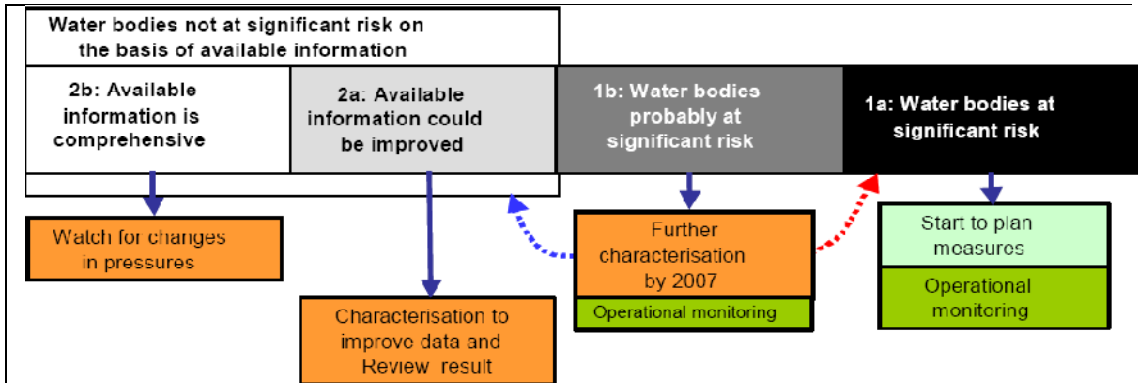 Water bodies not at significant risk on
the basis of available information
2b: Available
information is
comprehensive
2a: Available
information could
be improved
1b: Water bodies
probably at
significant risk
1a: Water bodies at
significant risk
Watch for changes
in pressures
Characterisation to
improve data and
Review result
Further
characterisation
by 2007
Operational monitoring
Start to plan
measures
Operational
monitoring